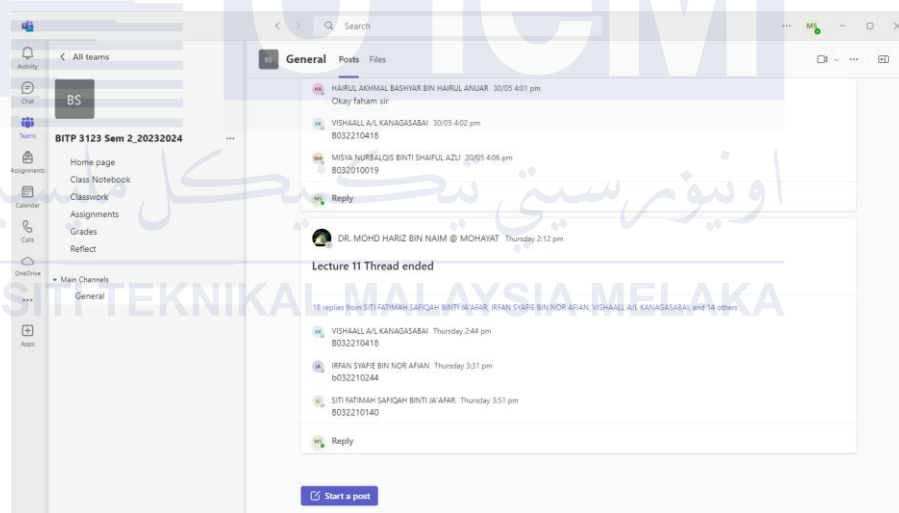 Search
MS
Activity
Chat
Teams
Assignments
Calendar
Calls
OneDrive
Apps
All teams
BS
BITP 3123 Sem 2_20232024
Home page
Class Notebook
Classwork
Assignments
Grades
Reflect
Main Channels
General
BS General Posts Files
HAIRUL AKHMAL BASHYAR BIN HAIRUL ANUAR 30/05 4:01 pm
Okay faham sir
VISHAALL A/L KANAGASABAI 30/05 4:02 pm
B032210418
MISYA NURBALQIS BINTI SHAIFUL AZLI 30/05 4:06 pm
B032010019
MS Reply
DR. MOHD HARIZ BIN NAIM @ MOHAYAT Thursday 2:12 pm
Lecture 11 Thread ended
18 replies from SITI FATIMAH SAFIQAH BINTI JA'AFAR, IRFAN SYAFIE BIN NOR AFIAN, VISHAALL A/L KANAGASABAI, and 14 others
VISHAALL A/L KANAGASABAI Thursday 2:44 pm
B032210418
IRFAN SYAFIE BIN NOR AFIAN Thursday 3:31 pm
b032210244
SITI FATIMAH SAFIQAH BINTI JA'AFAR Thursday 3:51 pm
B032210140
MS Reply
Start a post
اونيۏرسيتي تيكنيكل مليسيا
SITI TEKNIKAL MALAYSIA MELAKA